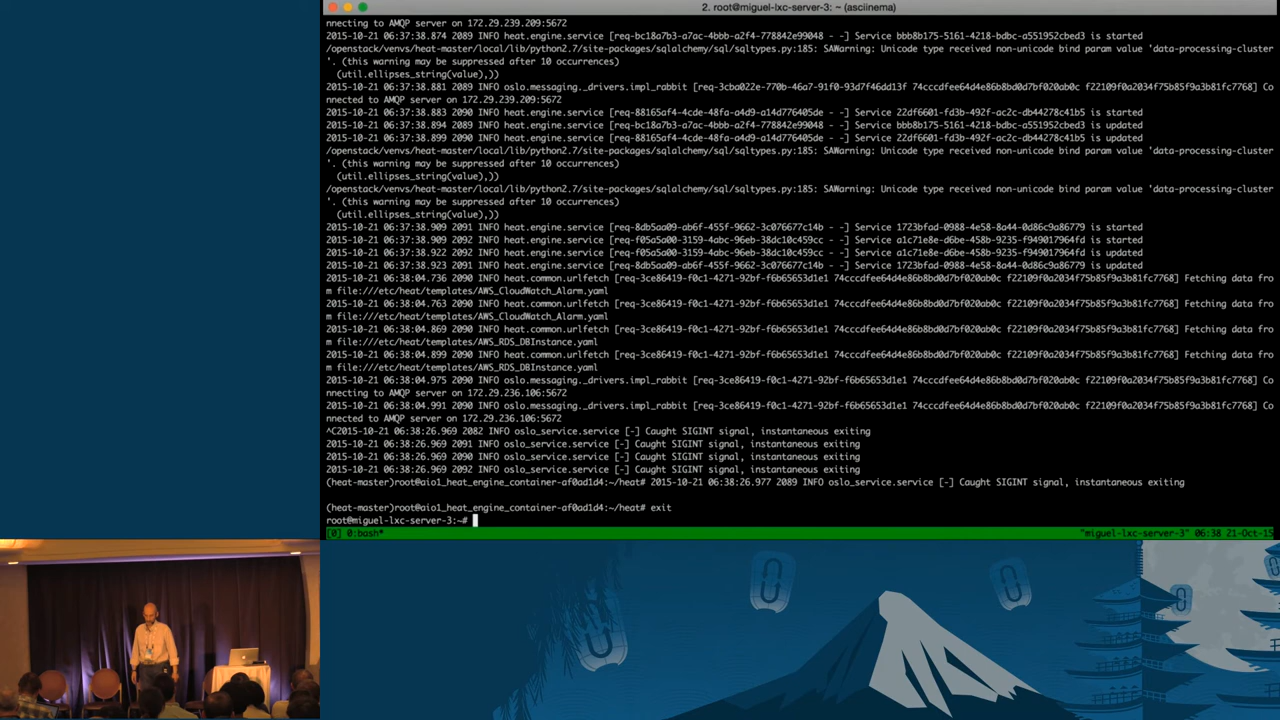 2. root@miguel-lxc-server-3: ~ (asciinema)
nnecting to AMQP server on 172.29.239.209:5672
2015-10-21 06:37:38.874 2089 INFO heat.engine.service [req-bc18a7b3-a7ac-4bbb-a2f4-778842e99048 - -] Service bbb8b175-5161-4218-bdbc-a551952cbed3 is started
/openstack/venvs/heat-master/local/lib/python2.7/site-packages/sqlalchemy/sql/sqltypes.py:185: SAWarning: Unicode type received non-unicode bind param value 'data-processing-cluster
'. (this warning may be suppressed after 10 occurrences)
(util.ellipses_string(value),))
2015-10-21 06:37:38.881 2089 INFO oslo.messaging._drivers.impl_rabbit [req-3cba022e-770b-46a7-91f0-93d7f46dd13f 74cccdfee64d4e86b8bd0d7bf020ab0c f22109f361a2034f75b85f9a3b81fc7768] Co
nnected to AMQP server on 172.29.239.209:5672
2015-10-21 06:37:38.883 2090 INFO heat.engine.service [req-88165af4-4cde-48fa-a4d9-a14d776405de - -] Service 22df6601-fd3b-492f-ac2c-db44278c41b5 is started
2015-10-21 06:37:38.894 2089 INFO heat.engine.service [req-bc18a7b3-a7ac-4bbb-a2f4-778842e99048 - -] Service bbb8b175-5161-4218-bdbc-a551952cbed3 is updated
2015-10-21 06:37:38.899 2090 INFO heat.engine.service [req-88165af4-4cde-48fa-a4d9-a14d776405de - -] Service 22df6601-fd3b-492f-ac2c-db44278c41b5 is updated
/openstack/venvs/heat-master/local/lib/python2.7/site-packages/sqlalchemy/sql/sqltypes.py:185: SAWarning: Unicode type received non-unicode bind param value 'data-processing-cluster
'. (this warning may be suppressed after 10 occurrences)
(util.ellipses_string(value),))
/openstack/venvs/heat-master/local/lib/python2.7/site-packages/sqlalchemy/sql/sqltypes.py:185: SAWarning: Unicode type received non-unicode bind param value 'data-processing-cluster
'. (this warning may be suppressed after 10 occurrences)
(util.ellipses_string(value),))
2015-10-21 06:37:38.909 2091 INFO heat.engine.service [req-8db5aa09-ab6f-455f-9662-3c076677c14b - -] Service 1723bfad-0988-4e58-8a44-0d86c9a86779 is started
2015-10-21 06:37:38.909 2092 INFO heat.engine.service [req-f05a5a00-3159-4abc-96eb-38dc10c459cc - -] Service a1c71e8e-d6be-458b-9235-f949017964fd is started
2015-10-21 06:37:38.922 2092 INFO heat.engine.service [req-f05a5a00-3159-4abc-96eb-38dc10c459cc - -] Service a1c71e8e-d6be-458b-9235-f949017964fd is updated
2015-10-21 06:37:38.923 2091 INFO heat.engine.service [req-8db5aa09-ab6f-455f-9662-3c076677c14b - -] Service 1723bfad-0988-4e58-8a44-0d86c9a86779 is updated
2015-10-21 06:38:04.736 2090 INFO heat.common.urlfetch [req-3ce86419-f0c1-4271-92bf-f6b65653d1e1 74cccdfee64d4e86b8bd0d7bf020ab0c f22109f361a2034f75b85f9a3b81fc7768] Fetching data fro
m file:///etc/heat/templates/AWS_CloudWatch_Alarm.yaml
2015-10-21 06:38:04.763 2090 INFO heat.common.urlfetch [req-3ce86419-f0c1-4271-92bf-f6b65653d1e1 74cccdfee64d4e86b8bd0d7bf020ab0c f22109f361a2034f75b85f9a3b81fc7768] Fetching data fro
m file:///etc/heat/templates/AWS_CloudWatch_Alarm.yaml
2015-10-21 06:38:04.869 2090 INFO heat.common.urlfetch [req-3ce86419-f0c1-4271-92bf-f6b65653d1e1 74cccdfee64d4e86b8bd0d7bf020ab0c f22109f361a2034f75b85f9a3b81fc7768] Fetching data fro
m file:///etc/heat/templates/AWS_RDS_DBInstance.yaml
2015-10-21 06:38:04.899 2090 INFO heat.common.urlfetch [req-3ce86419-f0c1-4271-92bf-f6b65653d1e1 74cccdfee64d4e86b8bd0d7bf020ab0c f22109f361a2034f75b85f9a3b81fc7768] Fetching data fro
m file:///etc/heat/templates/AWS_RDS_DBInstance.yaml
2015-10-21 06:38:04.975 2090 INFO oslo.messaging._drivers.impl_rabbit [req-3ce86419-f0c1-4271-92bf-f6b65653d1e1 74cccdfee64d4e86b8bd0d7bf020ab0c f22109f361a2034f75b85f9a3b81fc7768] Co
nnecting to AMQP server on 172.29.236.106:5672
2015-10-21 06:38:04.991 2090 INFO oslo.messaging._drivers.impl_rabbit [req-3ce86419-f0c1-4271-92bf-f6b65653d1e1 74cccdfee64d4e86b8bd0d7bf020ab0c f22109f361a2034f75b85f9a3b81fc7768] Co
nnected to AMQP server on 172.29.236.106:5672
^C2015-10-21 06:38:26.969 2082 INFO oslo_service.service [-] Caught SIGINT signal, instantaneous exiting
2015-10-21 06:38:26.969 2091 INFO oslo_service.service [-] Caught SIGINT signal, instantaneous exiting
2015-10-21 06:38:26.969 2090 INFO oslo_service.service [-] Caught SIGINT signal, instantaneous exiting
2015-10-21 06:38:26.969 2092 INFO oslo_service.service [-] Caught SIGINT signal, instantaneous exiting
(heat-master)root@aio1_heat_engine_container-af0ad1d4:~/heat# 2015-10-21 06:38:26.977 2089 INFO oslo_service.service [-] Caught SIGINT signal, instantaneous exiting
(heat-master)root@aio1_heat_engine_container-af0ad1d4:~/heat# exit
root@miguel-lxc-server-3:~#
[0] 0:bash* "miguel-lxc-server-3" 06:38 21-Oct-15